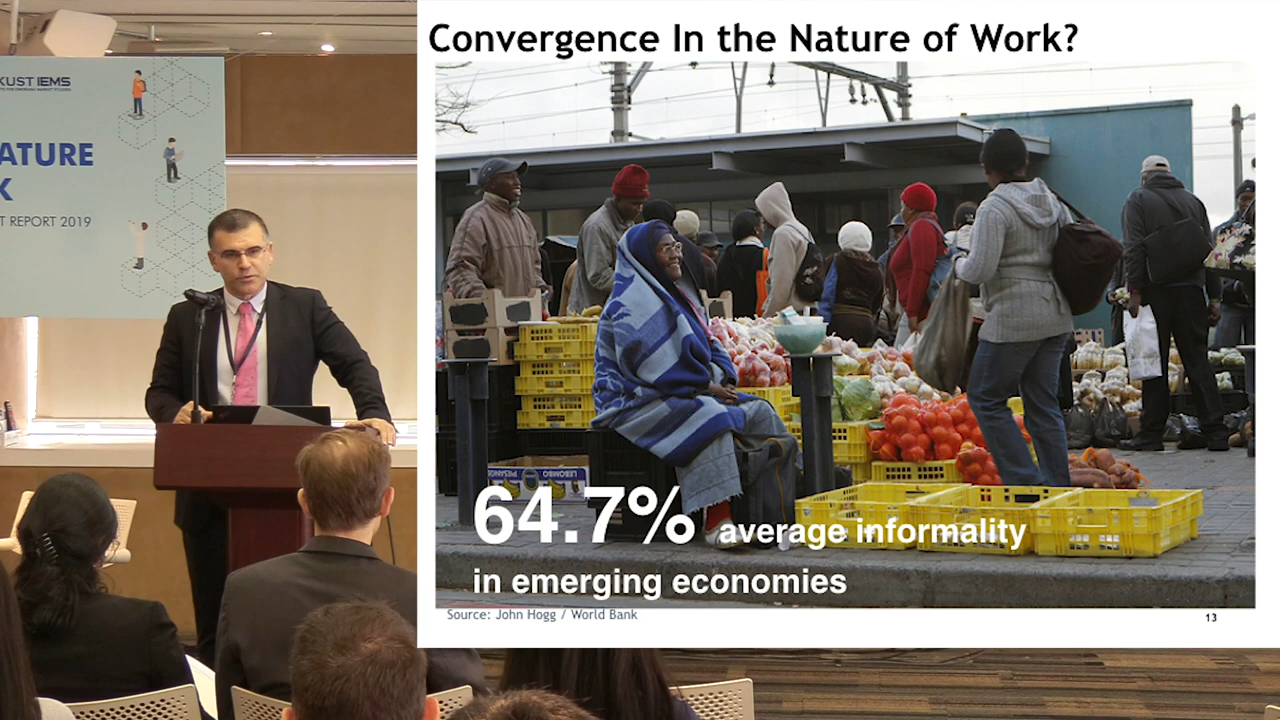 KUST IEMS
ATURE
K
T REPORT 2019
Convergence In the Nature of Work?
64.7% average informality
in emerging economies
Source: John Hogg / World Bank
13